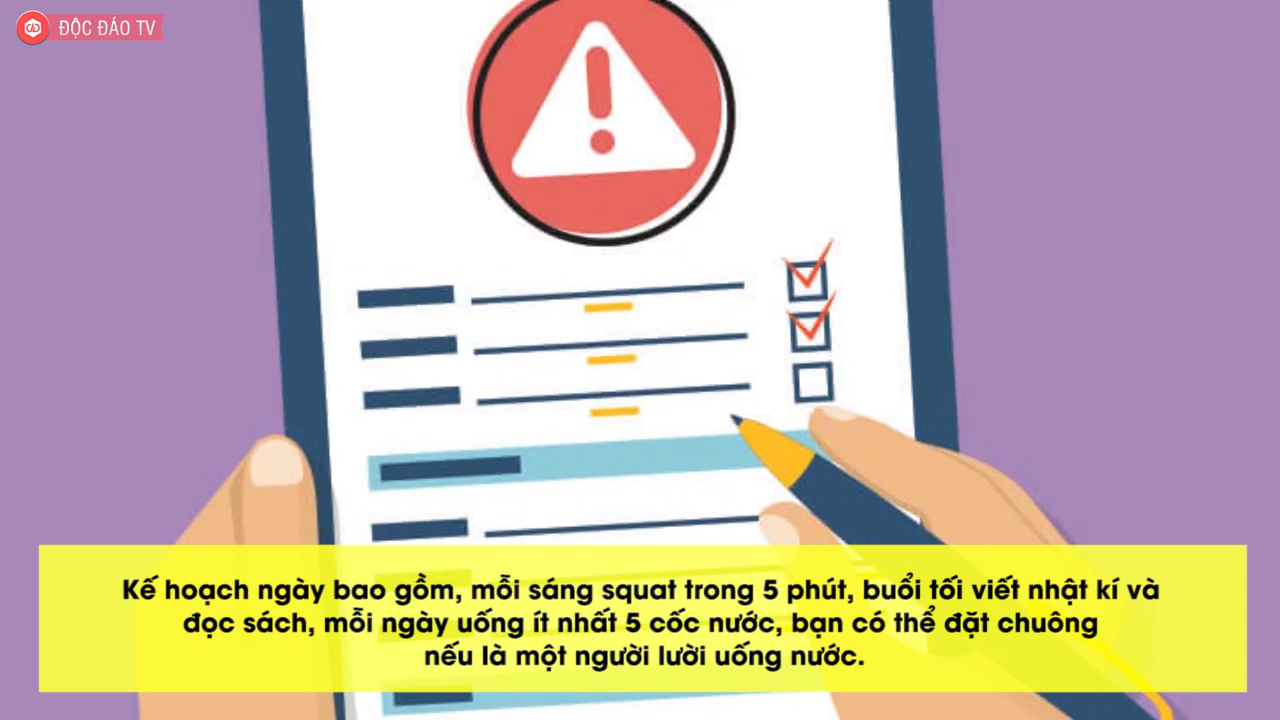 ĐỘC ĐÁO TV
Kế hoạch ngày bao gồm, mỗi sáng squat trong 5 phút, buổi tối viết nhật kí và
đọc sách, mỗi ngày uống ít nhất 5 cốc nước, bạn có thể đặt chuông
nếu là một người lười uống nước.